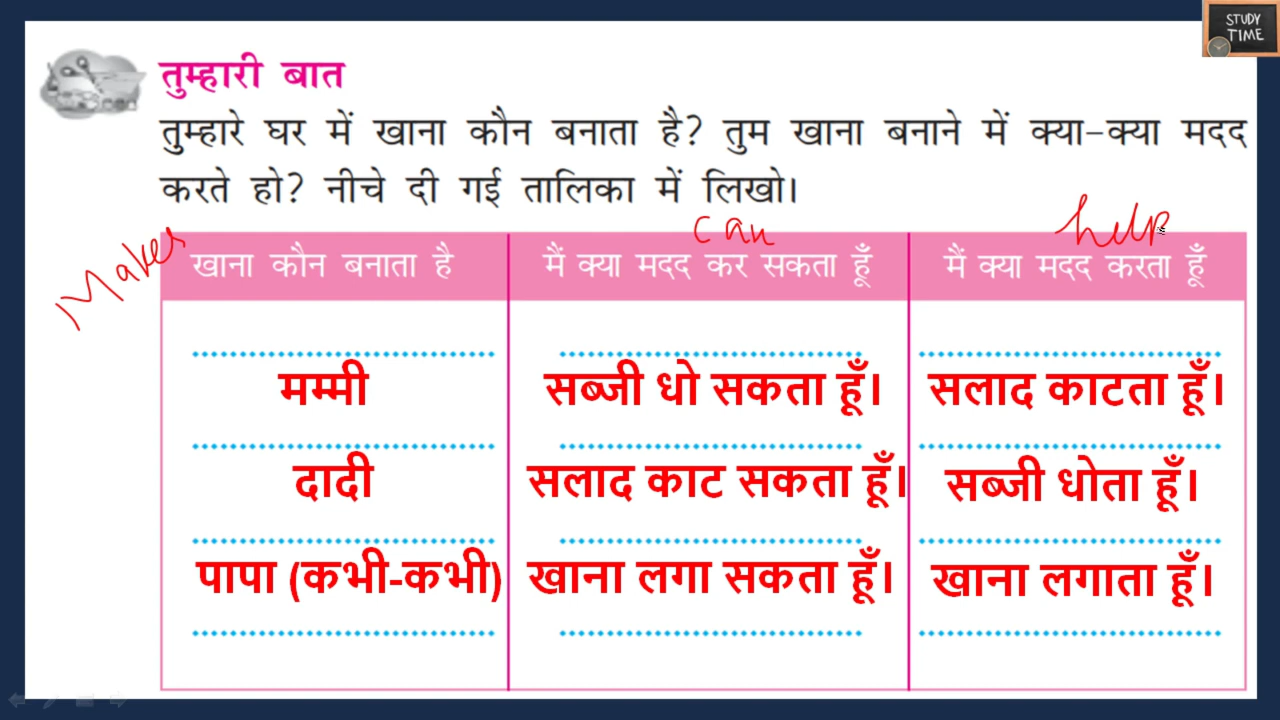 STUDY
TIME
तुम्हारी बात
तुम्हारे घर में खाना कौन बनाता है? तुम खाना बनाने में क्या-क्या मदद
करते हो? नीचे दी गई तालिका में लिखो।
Makes can help
खाना कौन बनाता है मैं क्या मदद कर सकता हूँ मैं क्या मदद करता हूँ
मम्मी सब्जी धो सकता हूँ। सलाद काटता हूँ।
दादी सलाद काट सकता हूँ। सब्जी धोता हूँ।
पापा (कभी-कभी) खाना लगा सकता हूँ। खाना लगाता हूँ।